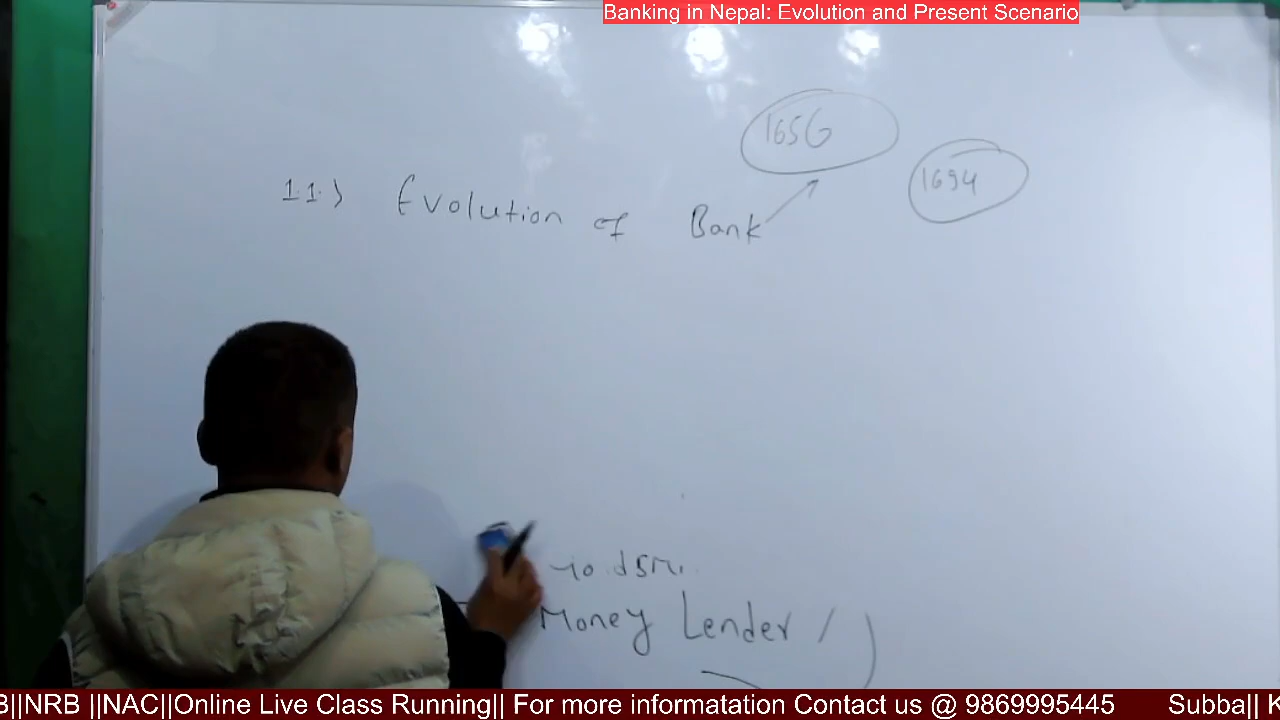 Banking in Nepal: Evolution and Present Scenario
1656
1694
1.1.) Evolution of Bank
Money Lender / )
B||NRB ||NAC||Online Live Class Running|| For more informatation Contact us @ 9869995445 Subba|| K